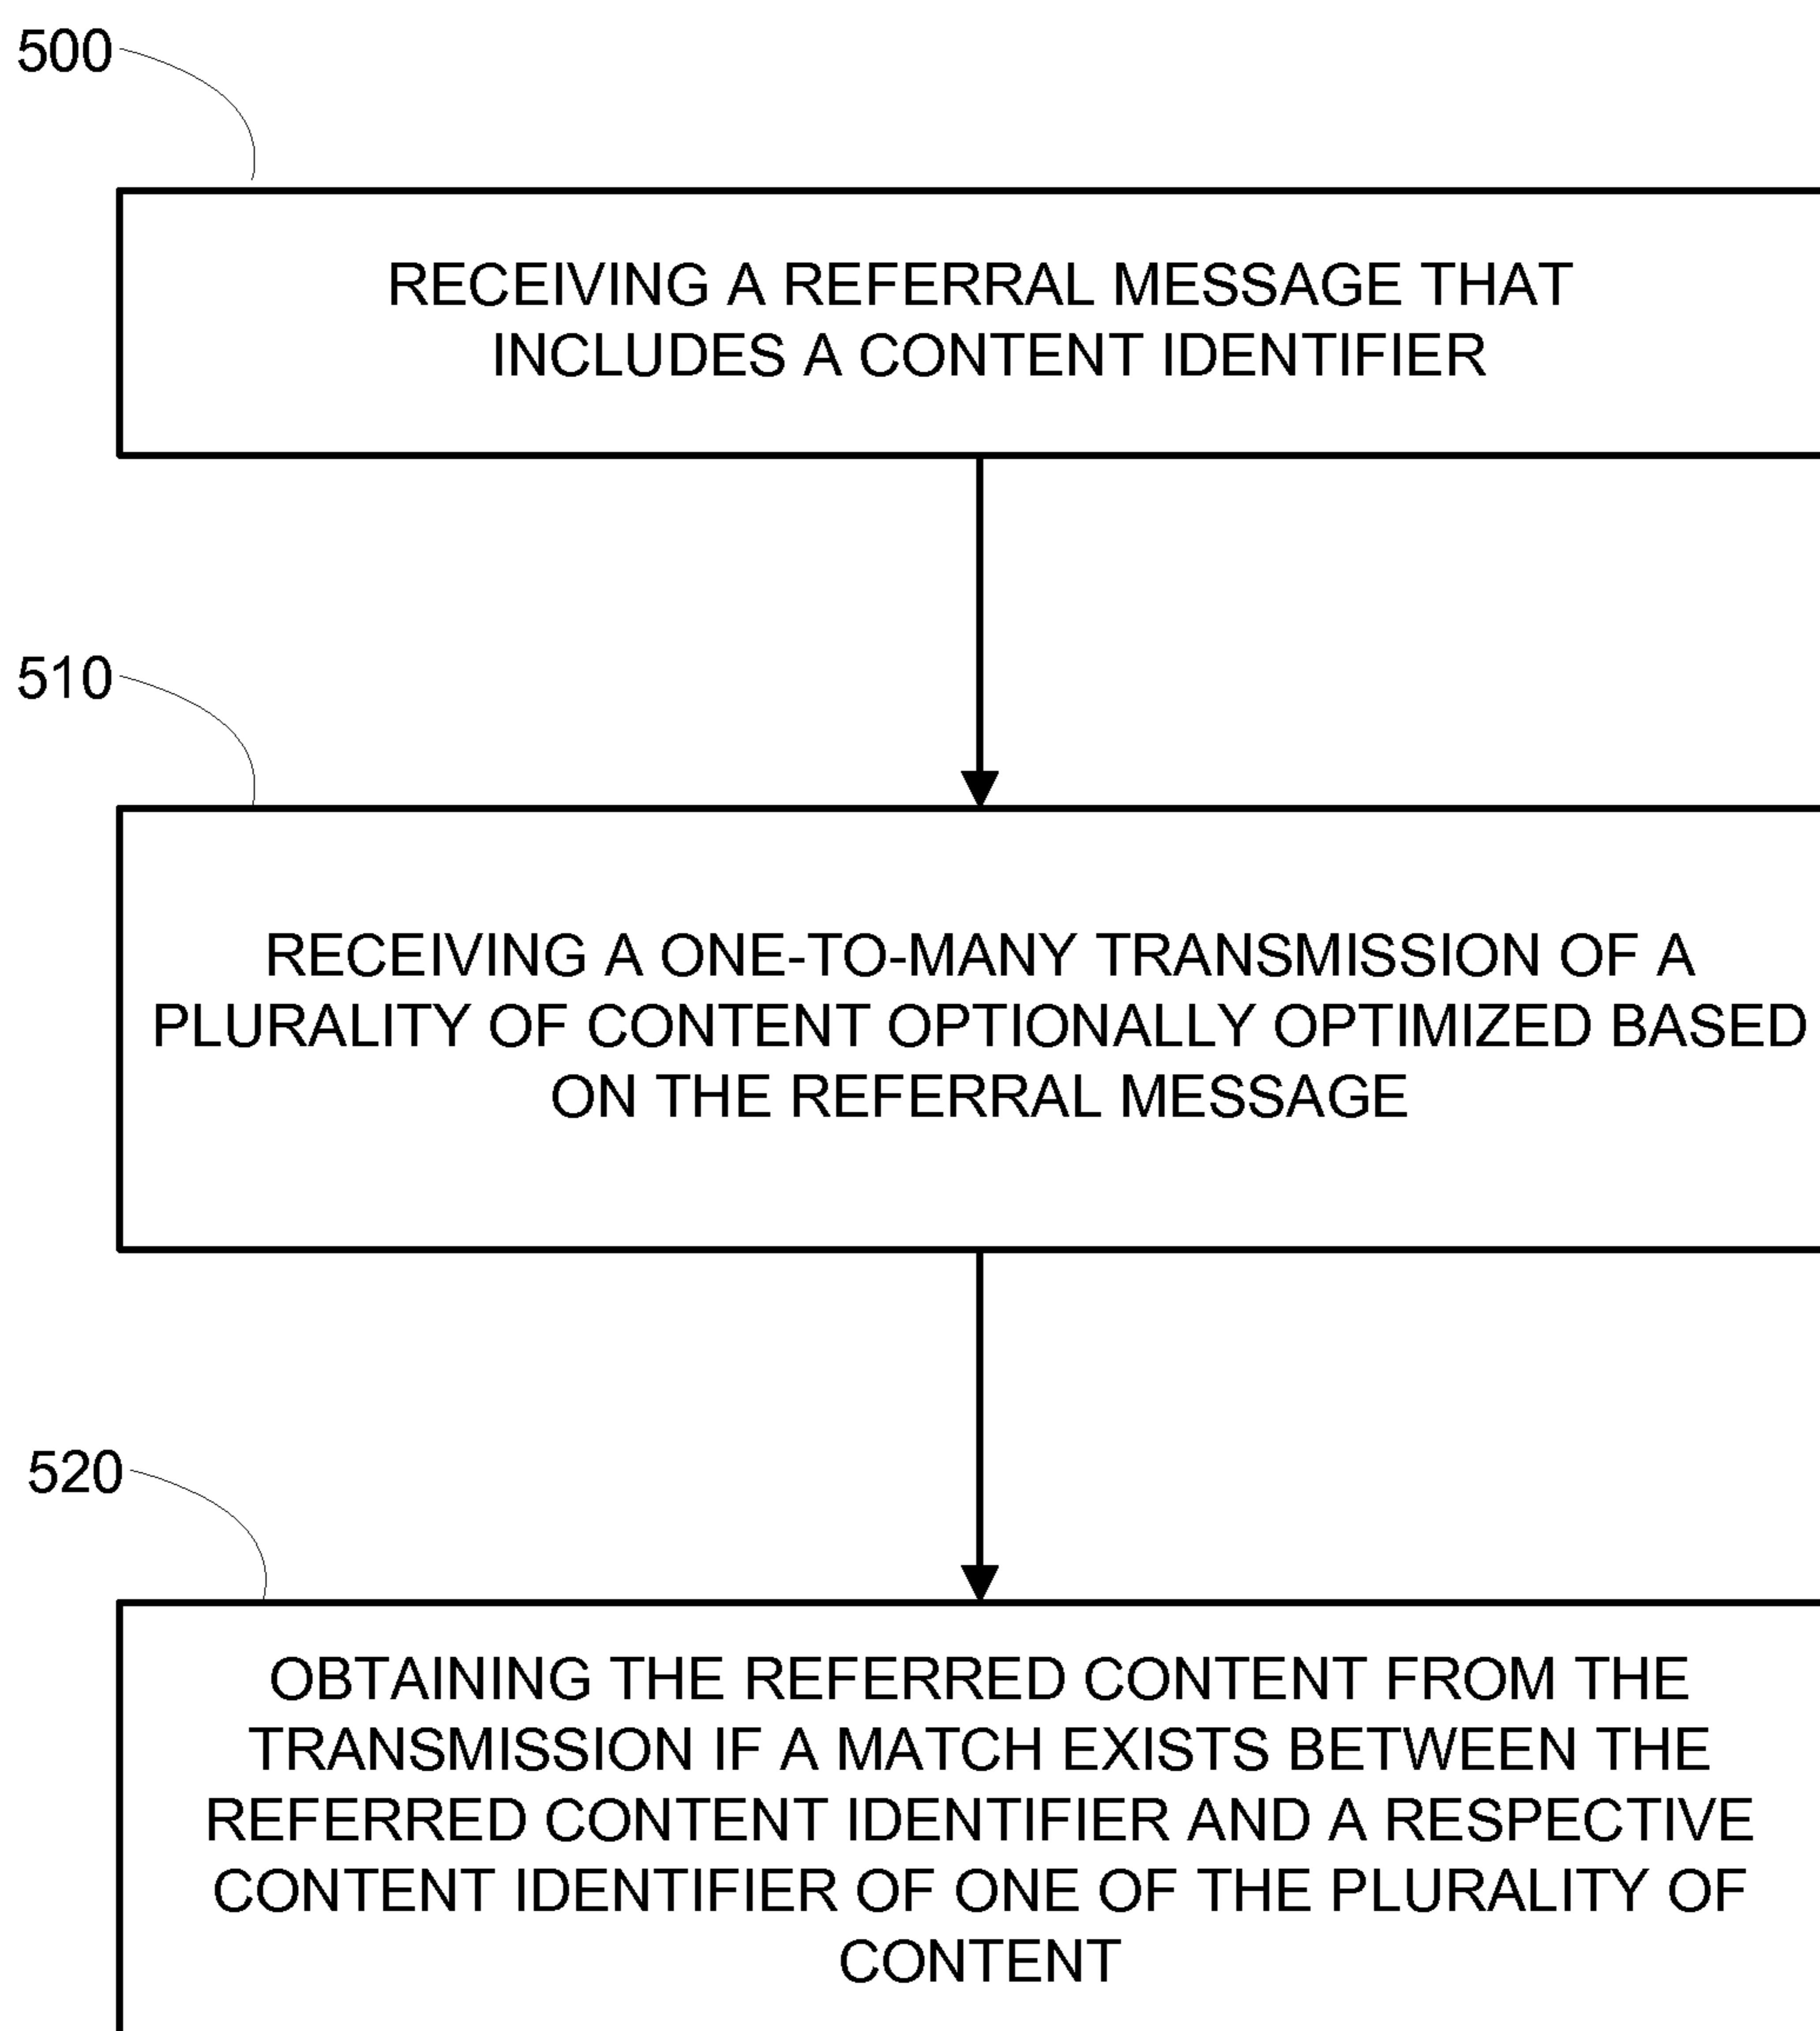 500
RECEIVING A REFERRAL MESSAGE THAT
INCLUDES A CONTENT IDENTIFIER
510
RECEIVING A ONE-TO-MANY TRANSMISSION OF A
PLURALITY OF CONTENT OPTIONALLY OPTIMIZED BASED
ON THE REFERRAL MESSAGE
520
OBTAINING THE REFERRED CONTENT FROM THE
TRANSMISSION IF A MATCH EXISTS BETWEEN THE
REFERRED CONTENT IDENTIFIER AND A RESPECTIVE
CONTENT IDENTIFIER OF ONE OF THE PLURALITY OF
CONTENT